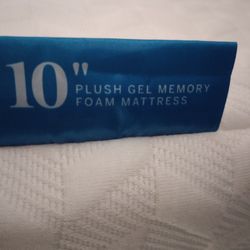 10"
PLUSH GEL MEMORY
FOAM MATTRESS